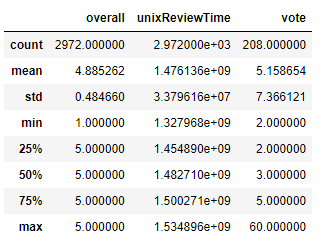 overall unixReviewTime vote
count 2972.000000 2.972000e+03 208.000000
mean 4.885262 1.476136e+09 5.158654
std 0.484660 3.379616e+07 7.366121
min 1.000000 1.327968e+09 2.000000
25% 5.000000 1.454890e+09 2.000000
50% 5.000000 1.482710e+09 3.000000
75% 5.000000 1.500271e+09 5.000000
max 5.000000 1.534896e+09 60.000000